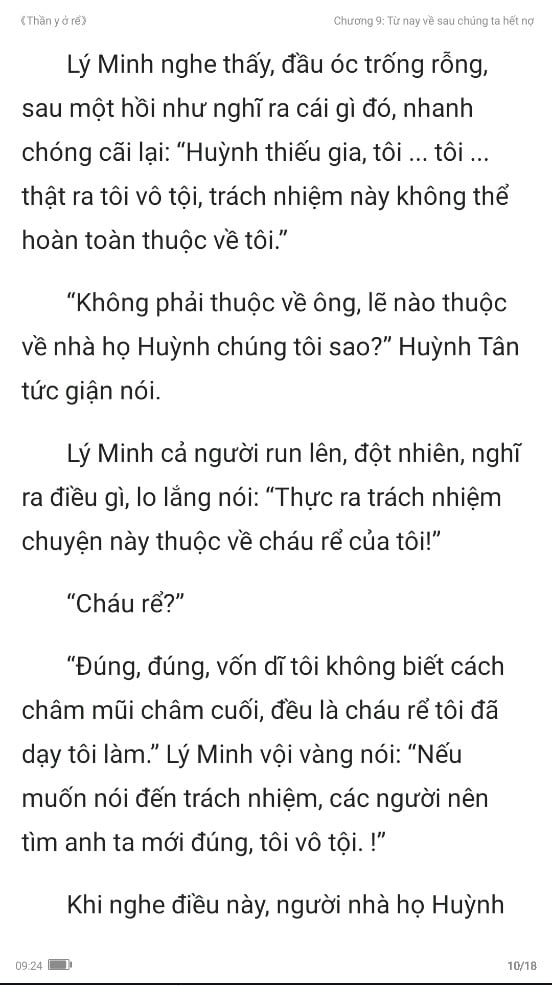 《Thần y ở rể》
Chương 9: Từ nay về sau chúng ta hết nợ
Lý Minh nghe thấy, đầu óc trống rỗng,
sau một hồi như nghĩ ra cái gì đó, nhanh
chóng cãi lại: “Huỳnh thiếu gia, tôi ... tôi ...
thật ra tôi vô tội, trách nhiệm này không thể
hoàn toàn thuộc về tôi.”
“Không phải thuộc về ông, lẽ nào thuộc
về nhà họ Huỳnh chúng tôi sao?” Huỳnh Tân
tức giận nói.
Lý Minh cả người run lên, đột nhiên, nghĩ
ra điều gì, lo lắng nói: “Thực ra trách nhiệm
chuyện này thuộc về cháu rể của tôi!”
“Cháu rể?”
“Đúng, đúng, vốn dĩ tôi không biết cách
châm mũi châm cuối, đều là cháu rể tôi đã
dạy tôi làm.” Lý Minh vội vàng nói: “Nếu
muốn nói đến trách nhiệm, các người nên
tìm anh ta mới đúng, tôi vô tội. !”
Khi nghe điều này, người nhà họ Huỳnh
09:24
10/18